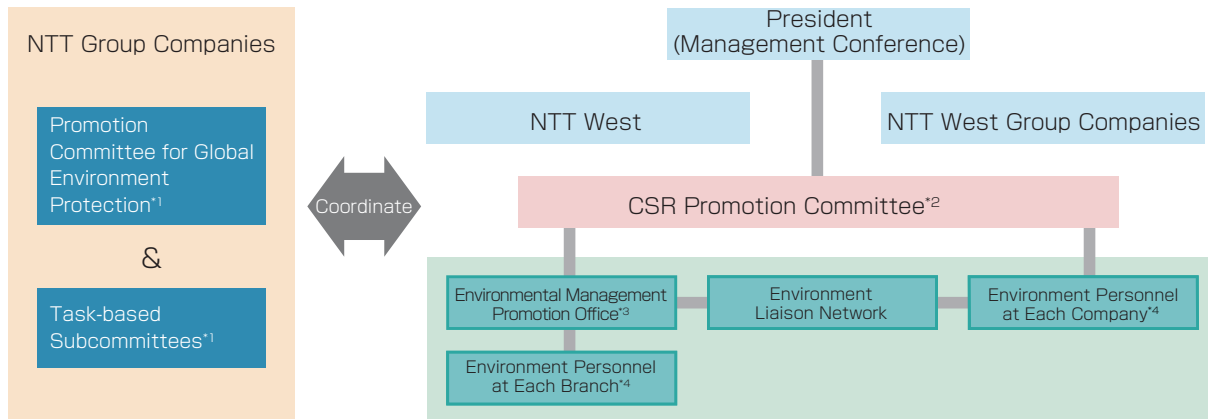 NTT Group Companies
Promotion
Committee for Global
Environment
Protection*1
&
Task-based
Subcommittees*1
Coordinate
President
(Management Conference)
NTT West
NTT West Group Companies
CSR Promotion Committee*2
Environmental Management
Promotion Office*3
Environment
Liaison Network
Environment Personnel
at Each Company*4
Environment Personnel
at Each Branch*4